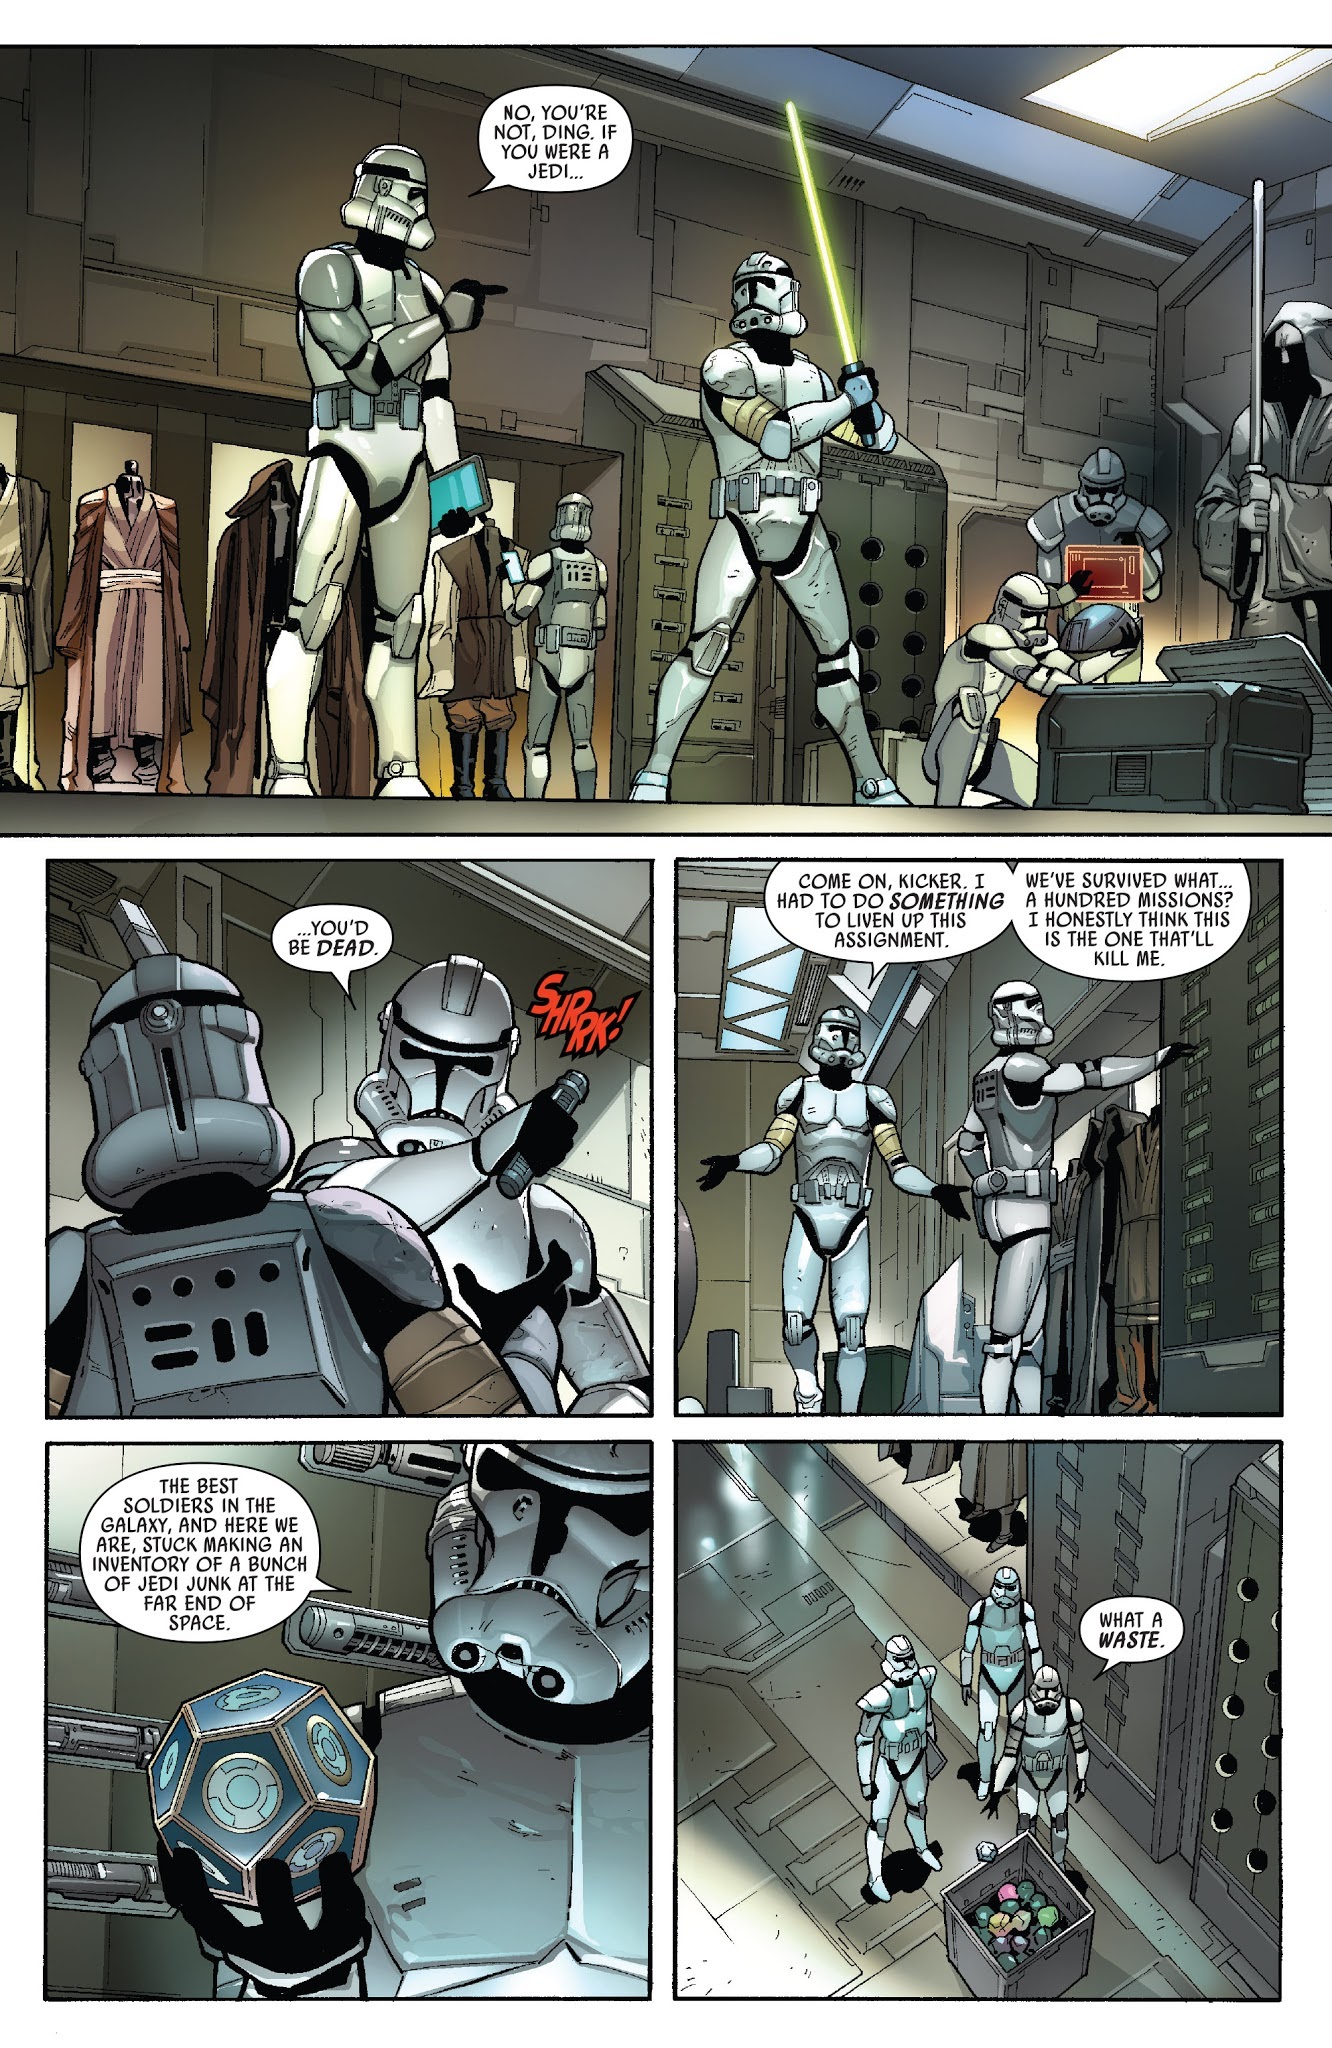 NO, YOU'RE
NOT, DING. IF
YOU WERE A
JEDI...
...YOU'D
BE DEAD.
SHRRK!
COME ON, KICKER. I
HAD TO DO SOMETHING
TO LIVEN UP THIS
ASSIGNMENT.
WE'VE SURVIVED WHAT...
A HUNDRED MISSIONS?
I HONESTLY THINK THIS
IS THE ONE THAT'LL
KILL ME.
THE BEST
SOLDIERS IN THE
GALAXY, AND HERE WE
ARE, STUCK MAKING AN
INVENTORY OF A BUNCH
OF JEDI JUNK AT THE
FAR END OF
SPACE.
WHAT A
WASTE.